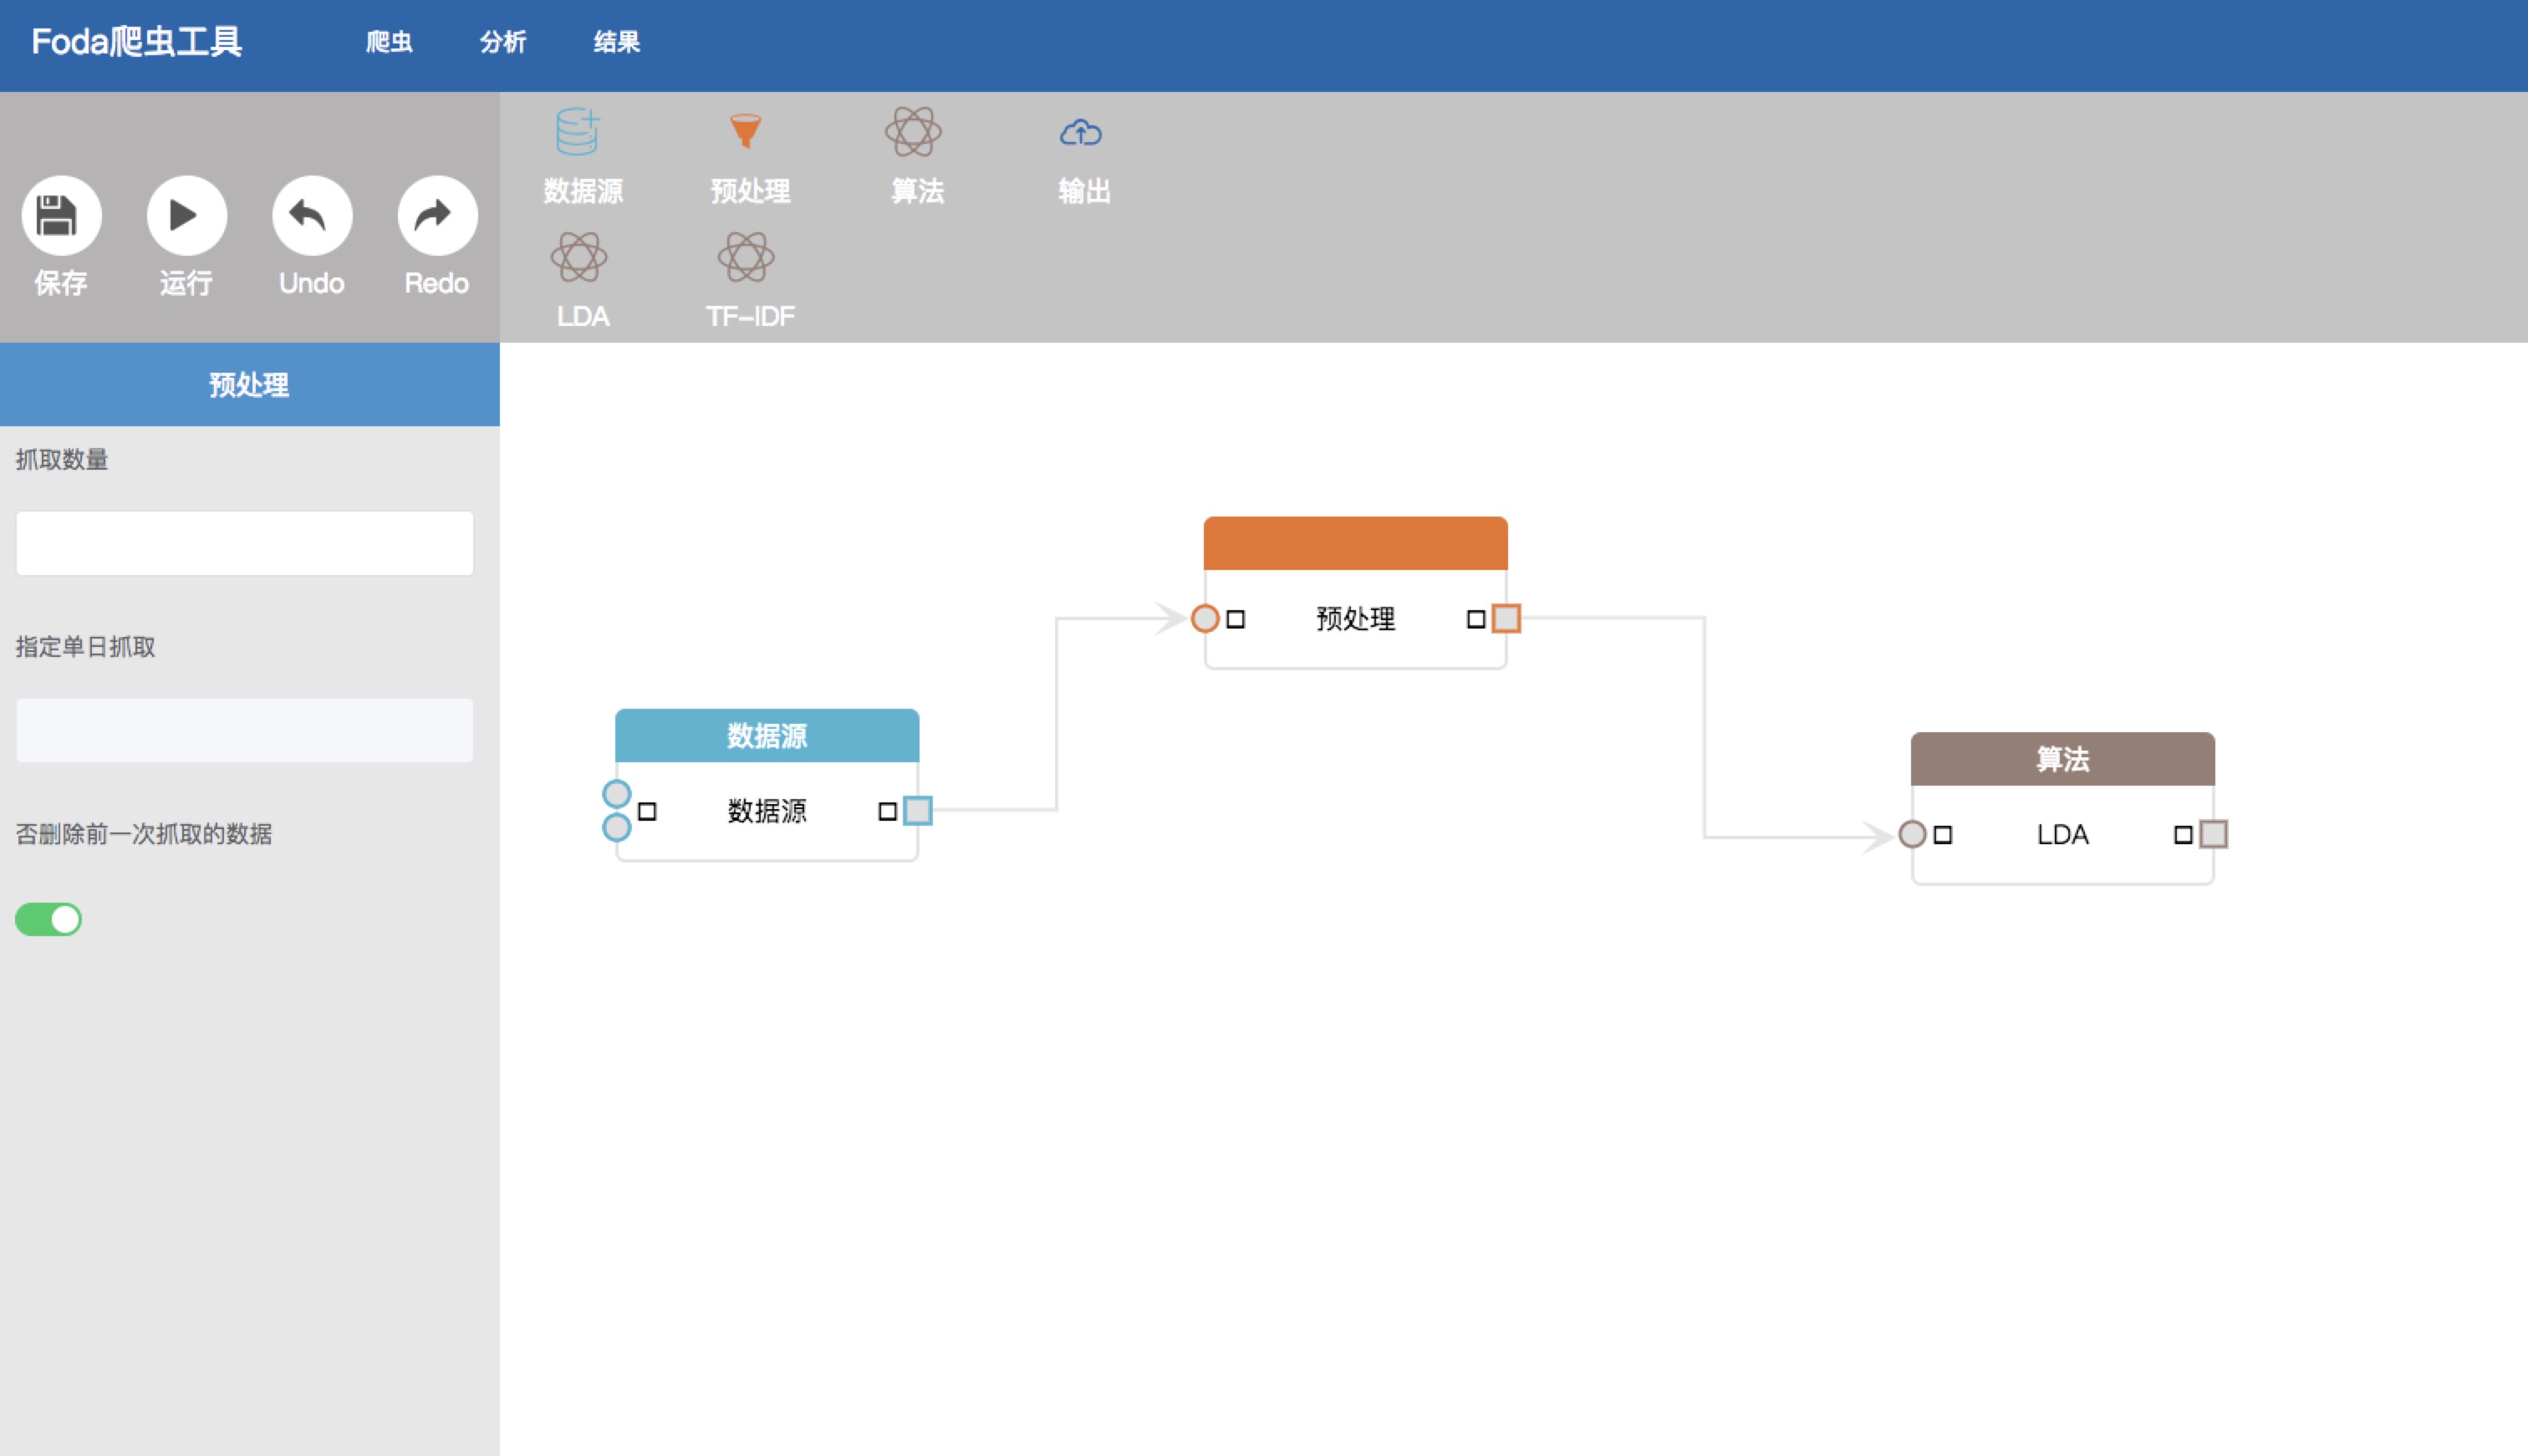 Foda爬虫工具 爬虫 分析 结果
数据源 预处理 算法 输出
保存 运行 Undo Redo
LDA TF-IDF
预处理
抓取数量
指定单日抓取
否删除前一次抓取的数据
数据源
数据源
预处理
算法
LDA